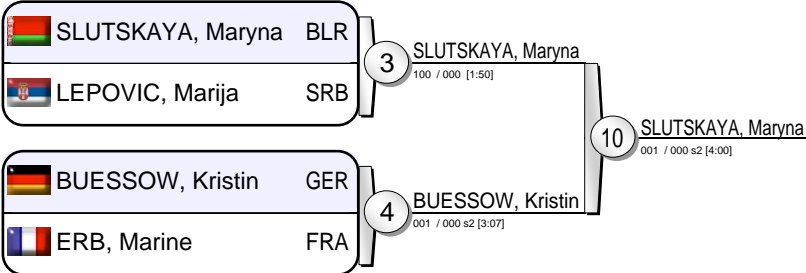 SLUTSKAYA, Maryna BLR
LEPOVIC, Marija SRB
3
SLUTSKAYA, Maryna
100 / 000 [1:50]
BUESSOW, Kristin GER
ERB, Marine FRA
4
BUESSOW, Kristin
001 / 000 s2 [3:07]
10
SLUTSKAYA, Maryna
001 / 000 s2 [4:00]